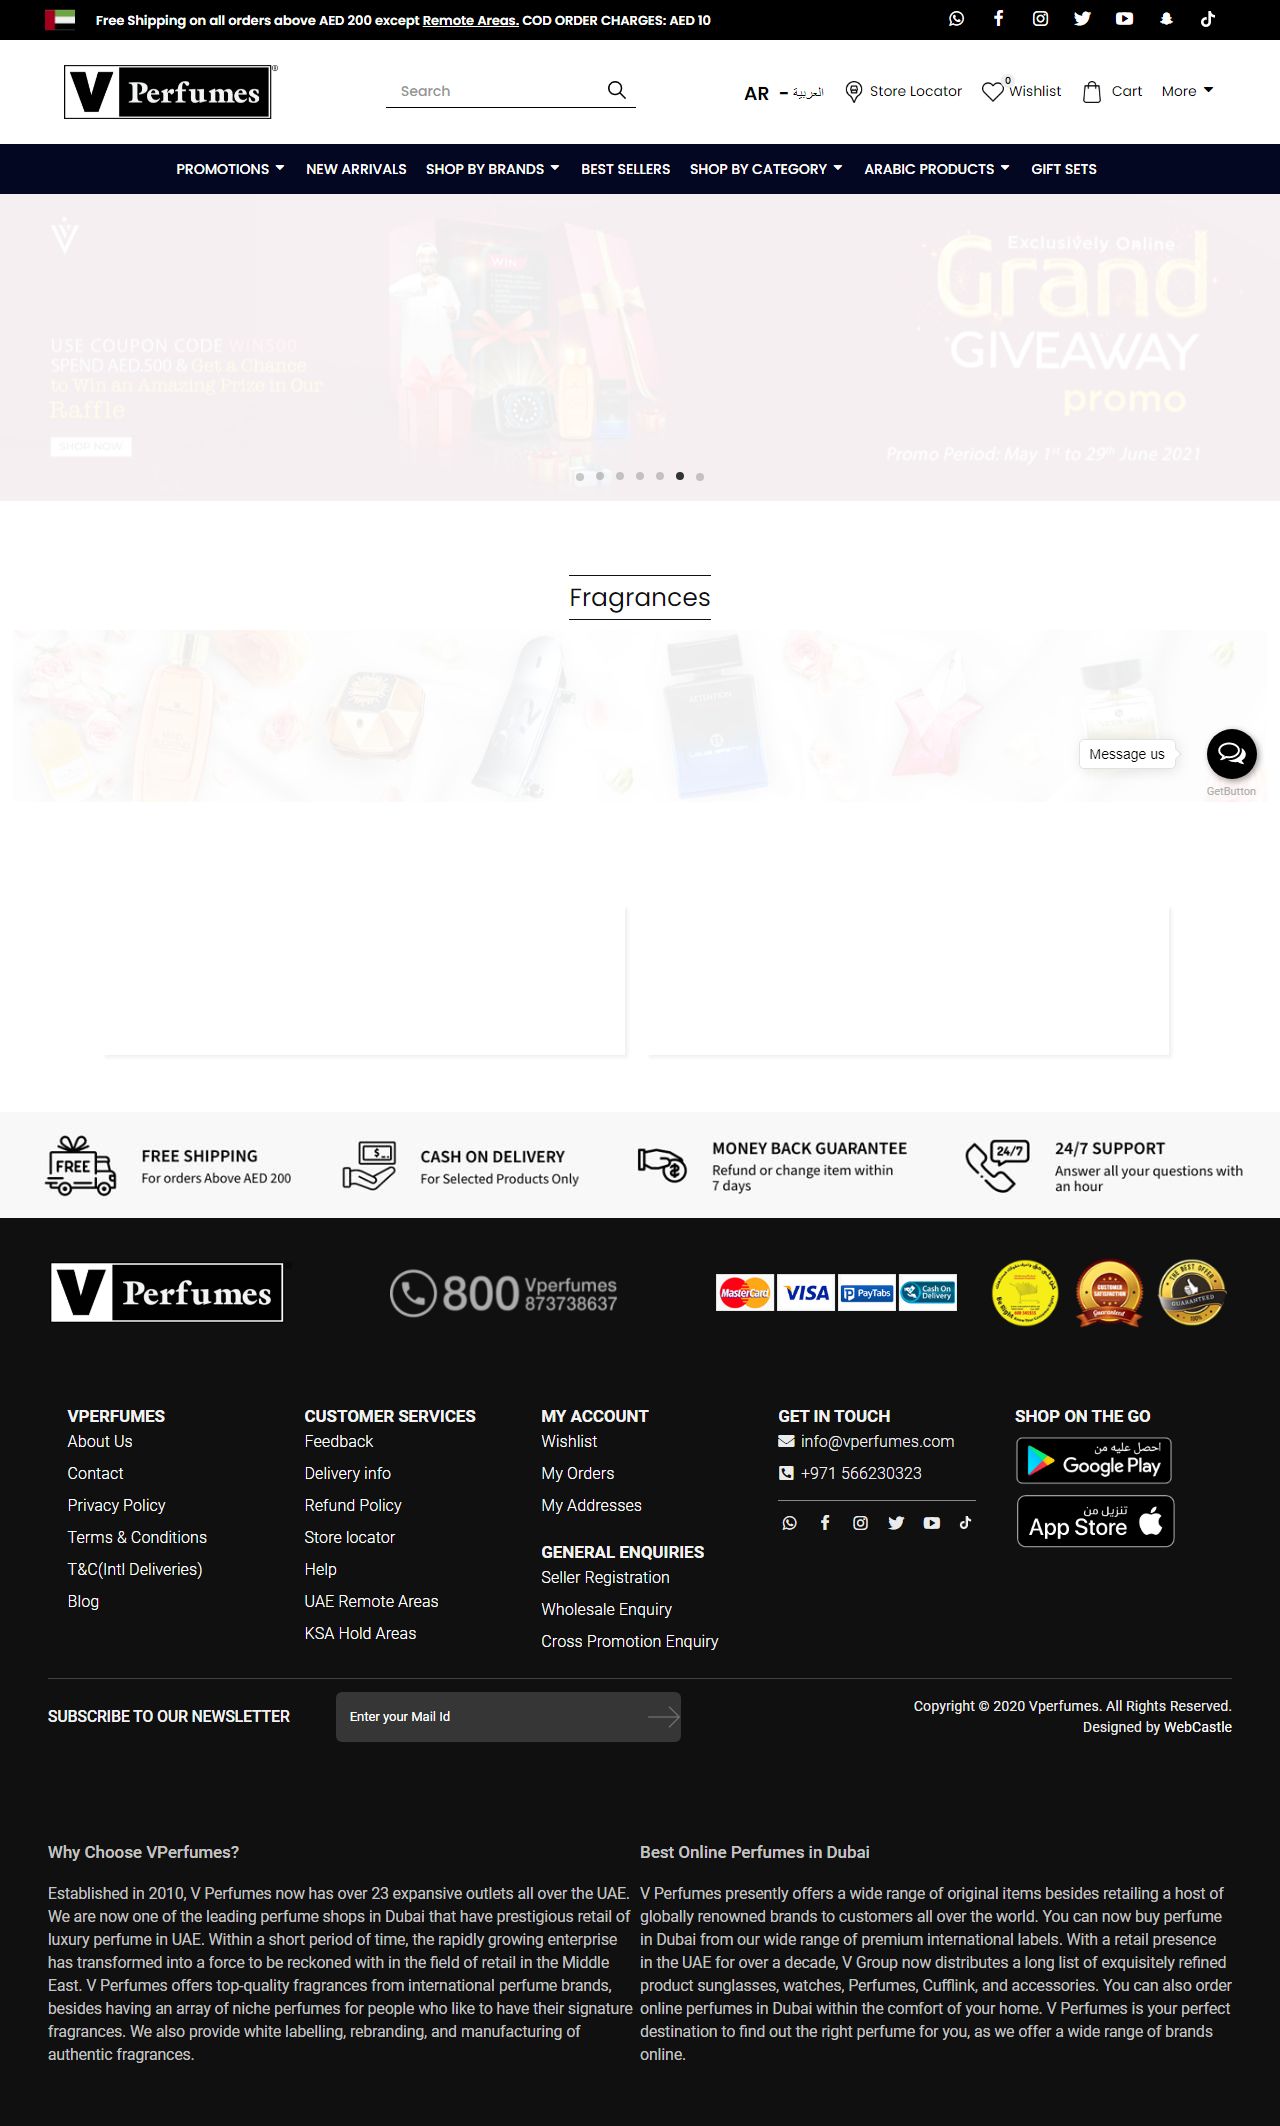 Free Shipping on all orders above AED 200 except Remote Areas. COD ORDER CHARGES: AED 10
V Perfumes
Search
AR - العربية
Store Locator
0
Wishlist
Cart
More
PROMOTIONS
NEW ARRIVALS
SHOP BY BRANDS
BEST SELLERS
SHOP BY CATEGORY
ARABIC PRODUCTS
GIFT SETS
WIN
USE COUPON CODE WIN500
SPEND AED.500 & Get a Chance
to Win an Amazing Prize in Our
Raffle
SHOP NOW
Exclusively Online
Grand
GIVEAWAY
promo
Promo Period: May 1st to 29th June 2021
Fragrances
ATTENTION
Message us
GetButton
FREE
FREE SHIPPING
For orders Above AED 200
CASH ON DELIVERY
For Selected Products Only
MONEY BACK GUARANTEE
Refund or change item within
7 days
24/7
24/7 SUPPORT
Answer all your questions with
an hour
V Perfumes
800 Vperfumes
873738637
MasterCard
VISA
PayTabs
Cash On
Delivery
CUSTOMER
SATISFACTION
Guaranteed
THE BEST OFFER
GUARANTEED
100%
VPERFUMES
About Us
Contact
Privacy Policy
Terms & Conditions
T&C(Intl Deliveries)
Blog
CUSTOMER SERVICES
Feedback
Delivery info
Refund Policy
Store locator
Help
UAE Remote Areas
KSA Hold Areas
MY ACCOUNT
Wishlist
My Orders
My Addresses
GENERAL ENQUIRIES
Seller Registration
Wholesale Enquiry
Cross Promotion Enquiry
GET IN TOUCH
info@vperfumes.com
+971 566230323
SHOP ON THE GO
احصل عليه من
Google Play
تنزيل من
App Store
SUBSCRIBE TO OUR NEWSLETTER
Enter your Mail Id
Copyright © 2020 Vperfumes. All Rights Reserved.
Designed by WebCastle
Why Choose VPerfumes?
Established in 2010, V Perfumes now has over 23 expansive outlets all over the UAE.
We are now one of the leading perfume shops in Dubai that have prestigious retail of
luxury perfume in UAE. Within a short period of time, the rapidly growing enterprise
has transformed into a force to be reckoned with in the field of retail in the Middle
East. V Perfumes offers top-quality fragrances from international perfume brands,
besides having an array of niche perfumes for people who like to have their signature
fragrances. We also provide white labelling, rebranding, and manufacturing of
authentic fragrances.
Best Online Perfumes in Dubai
V Perfumes presently offers a wide range of original items besides retailing a host of
globally renowned brands to customers all over the world. You can now buy perfume
in Dubai from our wide range of premium international labels. With a retail presence
in the UAE for over a decade, V Group now distributes a long list of exquisitely refined
product sunglasses, watches, Perfumes, Cufflink, and accessories. You can also order
online perfumes in Dubai within the comfort of your home. V Perfumes is your perfect
destination to find out the right perfume for you, as we offer a wide range of brands
online.